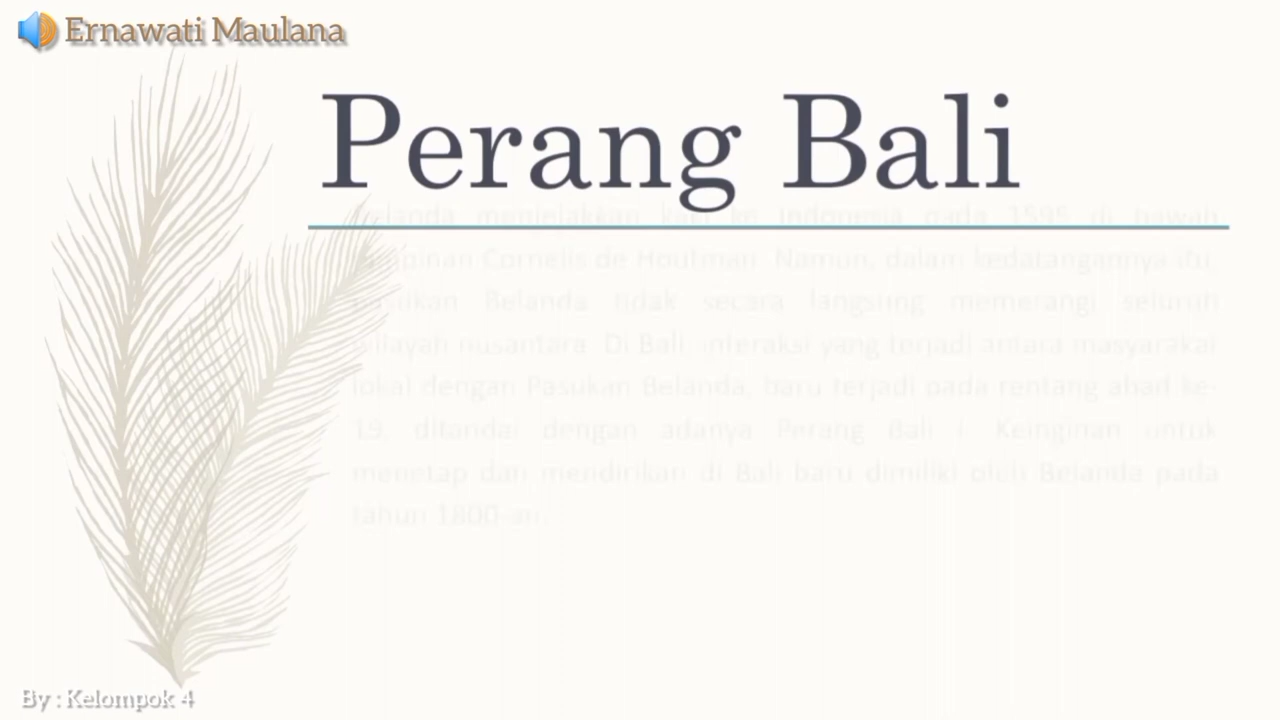 Ernawati Maulana
Perang Bali
Belanda menjejakkan kaki ke Indonesia pada 1595 di bawah
pimpinan Cornelis de Houtman. Namun, dalam kedatangannya itu,
pastikan Belanda tidak secara langsung memerangi seluruh
wilayah nusantara. Di Bali, interaksi yang terjadi antara masyarakat
lokal dengan Pasukan Belanda, baru terjadi pada rentang abad ke-
19, ditandai dengan adanya Perang Bali I. Keinginan untuk
menetap dan mendirikan di Bali baru dimiliki oleh Belanda pada
tahun 1800-an.
By : Kelompok 4